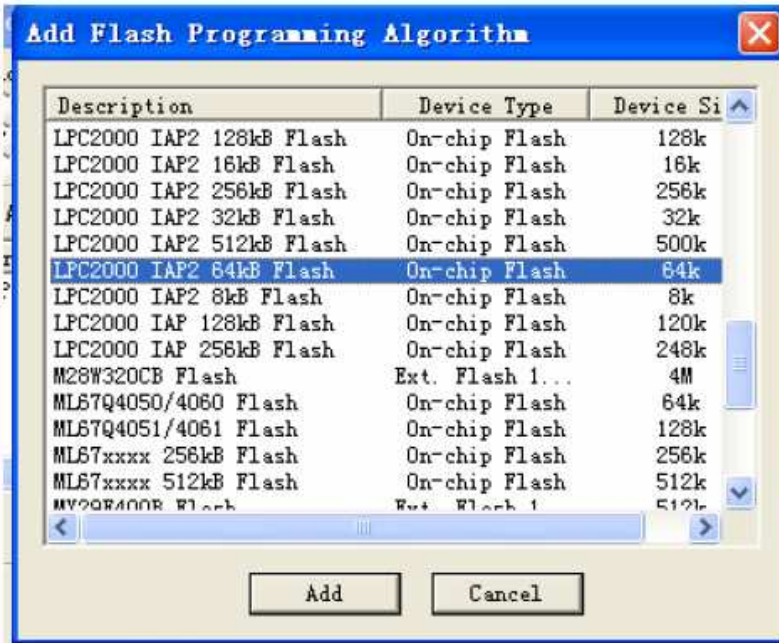 Add Flash Programming Algorithm
Description Device Type Device Si
LPC2000 IAP2 128kB Flash On-chip Flash 128k
LPC2000 IAP2 16kB Flash On-chip Flash 16k
LPC2000 IAP2 256kB Flash On-chip Flash 256k
LPC2000 IAP2 32kB Flash On-chip Flash 32k
LPC2000 IAP2 512kB Flash On-chip Flash 500k
LPC2000 IAP2 64kB Flash On-chip Flash 64k
LPC2000 IAP2 8kB Flash On-chip Flash 8k
LPC2000 IAP 128kB Flash On-chip Flash 120k
LPC2000 IAP 256kB Flash On-chip Flash 248k
M28W320CB Flash Ext. Flash 1... 4M
ML67Q4050/4060 Flash On-chip Flash 64k
ML67Q4051/4061 Flash On-chip Flash 128k
ML67xxxx 256kB Flash On-chip Flash 256k
ML67xxxx 512kB Flash On-chip Flash 512k
Flash Ext. Flash 1 512k
Add Cancel